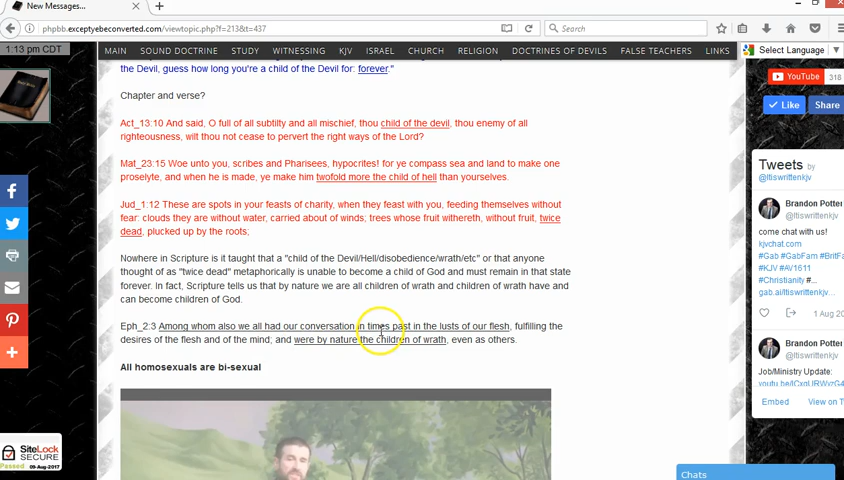 New Messages...
phpbb.exceptyebeconverted.com/viewtopic.php?f=213&t=437
Search
1:13 pm CDT
MAIN SOUND DOCTRINE STUDY WITNESSING KJV ISRAEL CHURCH RELIGION DOCTRINES OF DEVILS FALSE TEACHERS LINKS
Select Language
the Devil, guess how long you're a child of the Devil for: forever."
Chapter and verse?
Act_13:10 And said, O full of all subtilty and all mischief, thou child of the devil, thou enemy of all
righteousness, wilt thou not cease to pervert the right ways of the Lord?
Mat_23:15 Woe unto you, scribes and Pharisees, hypocrites! for ye compass sea and land to make one
proselyte, and when he is made, ye make him twofold more the child of hell than yourselves.
Jud_1:12 These are spots in your feasts of charity, when they feast with you, feeding themselves without
fear: clouds they are without water, carried about of winds; trees whose fruit withereth, without fruit, twice
dead, plucked up by the roots;
Nowhere in Scripture is it taught that a "child of the Devil/Hell/disobedience/wrath/etc" or that anyone
thought of as "twice dead" metaphorically is unable to become a child of God and must remain in that state
forever. In fact, Scripture tells us that by nature we are all children of wrath and children of wrath have and
can become children of God.
Eph_2:3 Among whom also we all had our conversation in times past in the lusts of our flesh, fulfilling the
desires of the flesh and of the mind; and were by nature the children of wrath, even as others.
All homosexuals are bi-sexual
YouTube 318
Like Share
Tweets by
@Itiswrittenkjv
Brandon Potter
@Itiswrittenkjv
come chat with us!
kjvchat.com
#Gab #GabFam #BritF
#KJV #AV1611
#Christianity #...
gab.ai/Itiswrittenkjv/
1 Aug 20
Brandon Potter
@Itiswrittenkjv
Job/Ministry Update:
Embed View on T
SiteLock
SECURE
Passed 09-Aug-2017
Chats